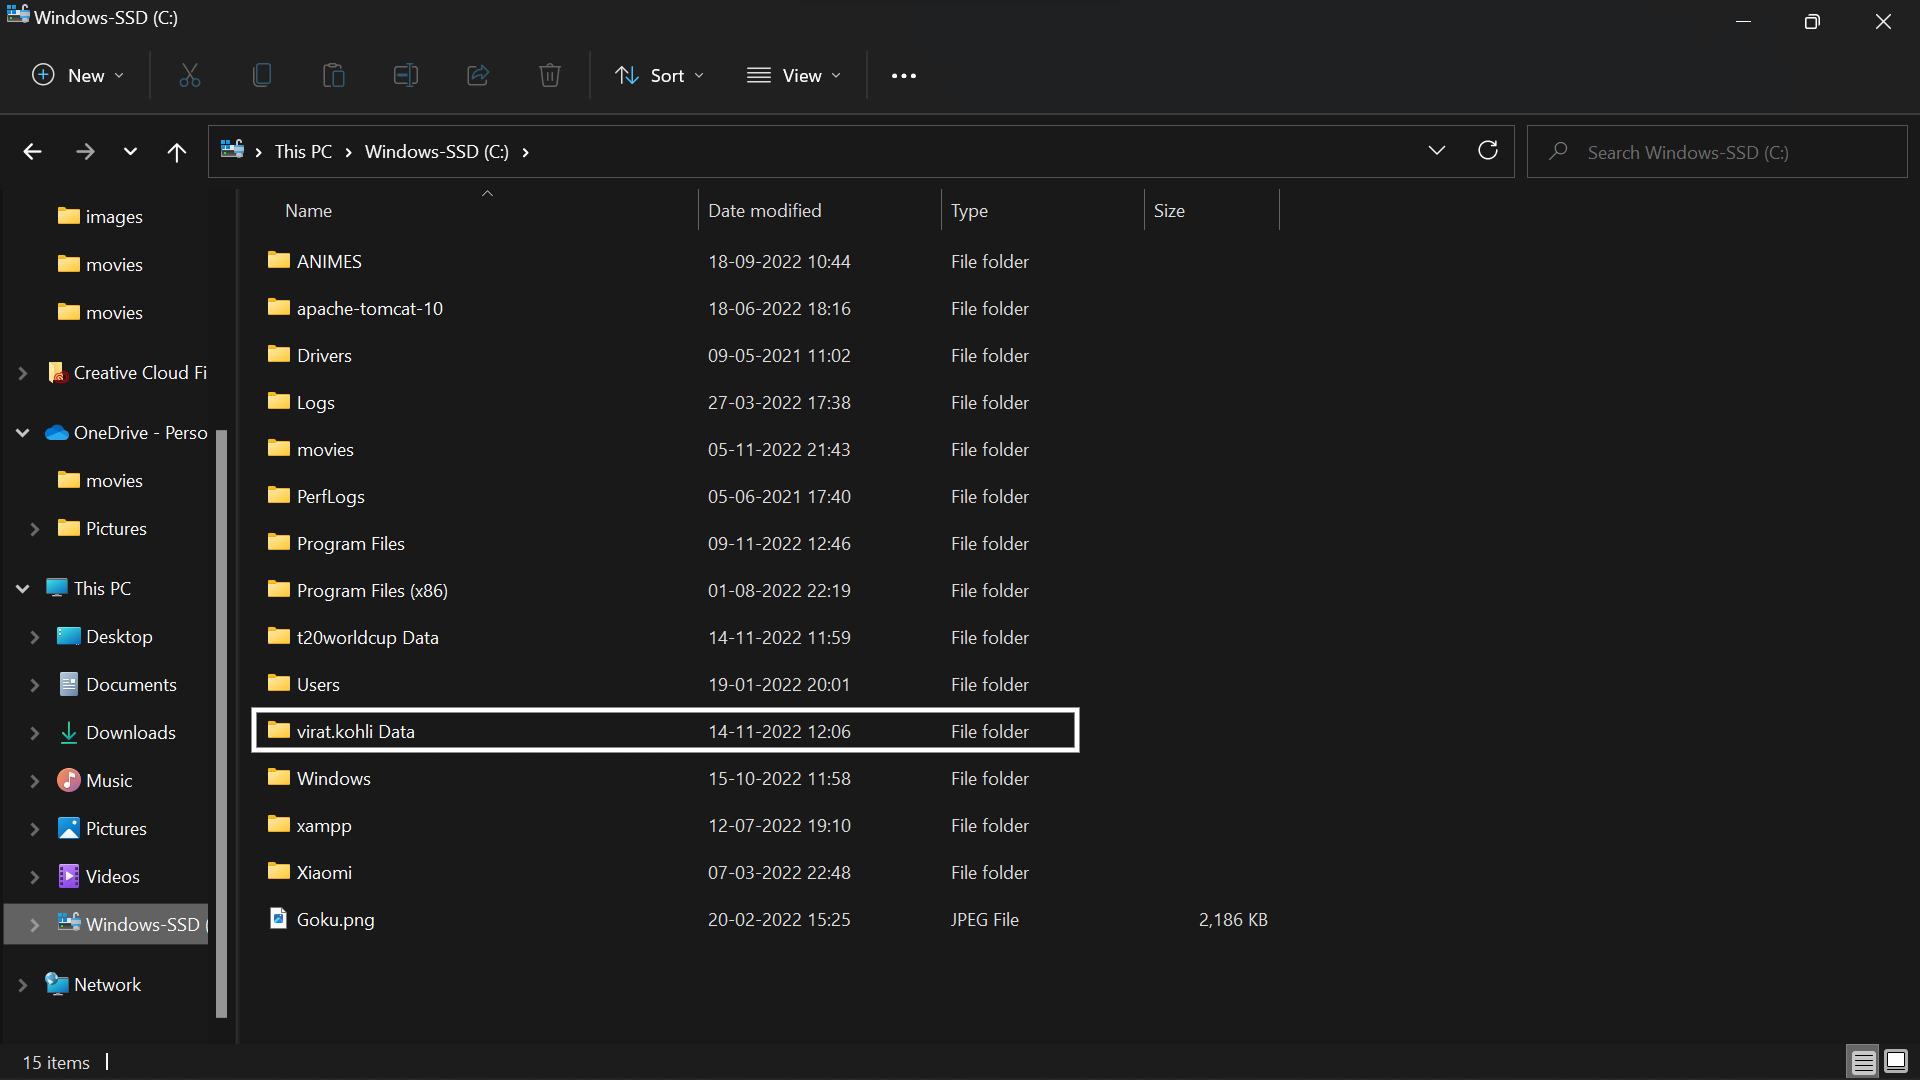 Windows-SSD (C:)
New Sort View
This PC Windows-SSD (C:) Search Windows-SSD (C:)
images
movies
movies
Creative Cloud Fi
OneDrive - Perso
movies
Pictures
This PC
Desktop
Documents
Downloads
Music
Pictures
Videos
Windows-SSD (
Network
Name Date modified Type Size
ANIMES 18-09-2022 10:44 File folder
apache-tomcat-10 18-06-2022 18:16 File folder
Drivers 09-05-2021 11:02 File folder
Logs 27-03-2022 17:38 File folder
movies 05-11-2022 21:43 File folder
PerfLogs 05-06-2021 17:40 File folder
Program Files 09-11-2022 12:46 File folder
Program Files (x86) 01-08-2022 22:19 File folder
t20worldcup Data 14-11-2022 11:59 File folder
Users 19-01-2022 20:01 File folder
virat.kohli Data 14-11-2022 12:06 File folder
Windows 15-10-2022 11:58 File folder
xampp 12-07-2022 19:10 File folder
Xiaomi 07-03-2022 22:48 File folder
Goku.png 20-02-2022 15:25 JPEG File 2,186 KB
15 items